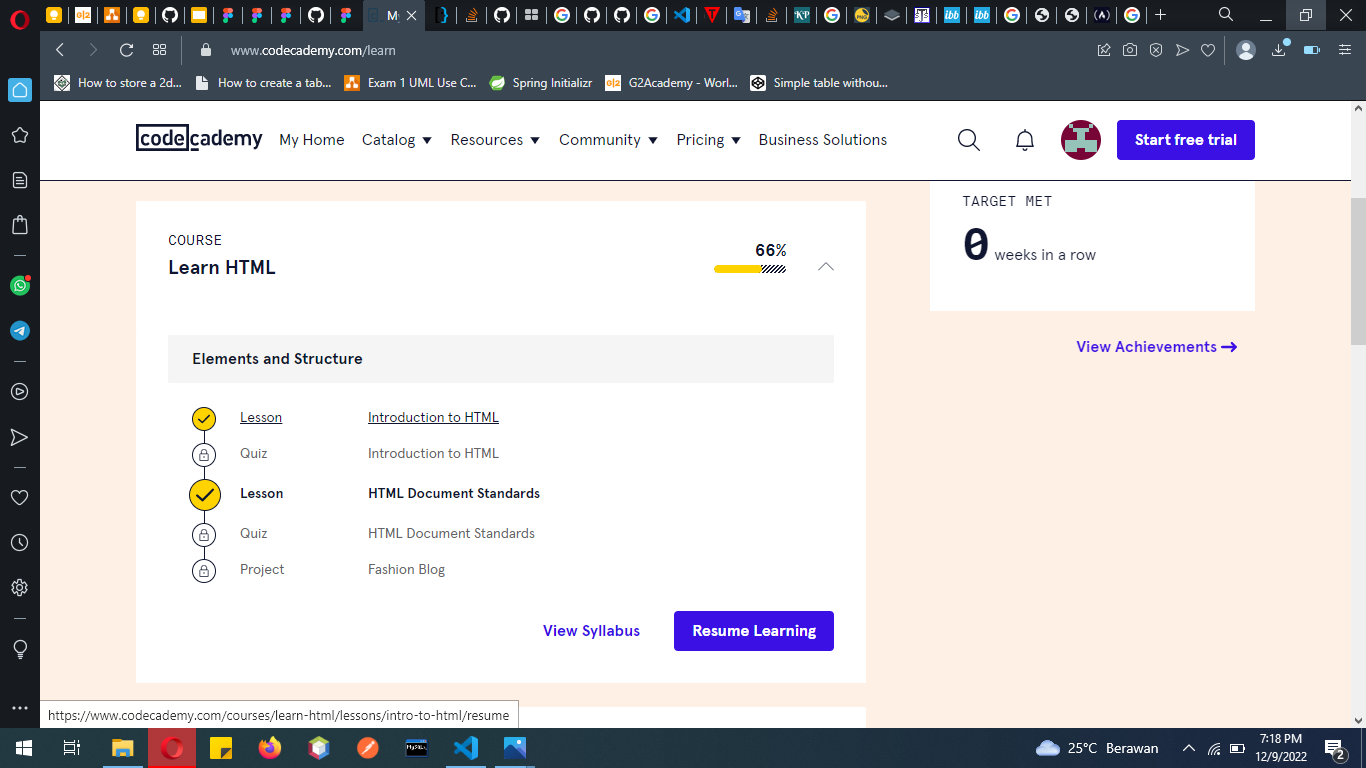 My
www.codecademy.com/learn
How to store a 2d...
How to create a tab...
Exam 1 UML Use C...
Spring Initializr
G2Academy - Worl...
Simple table withou...
codecademy
My Home
Catalog
Resources
Community
Pricing
Business Solutions
Start free trial
COURSE
Learn HTML
66%
TARGET MET
0 weeks in a row
View Achievements
Elements and Structure
Lesson Introduction to HTML
Quiz Introduction to HTML
Lesson HTML Document Standards
Quiz HTML Document Standards
Project Fashion Blog
View Syllabus
Resume Learning
https://www.codecademy.com/courses/learn-html/lessons/intro-to-html/resume
25°C Berawan
7:18 PM
12/9/2022
2